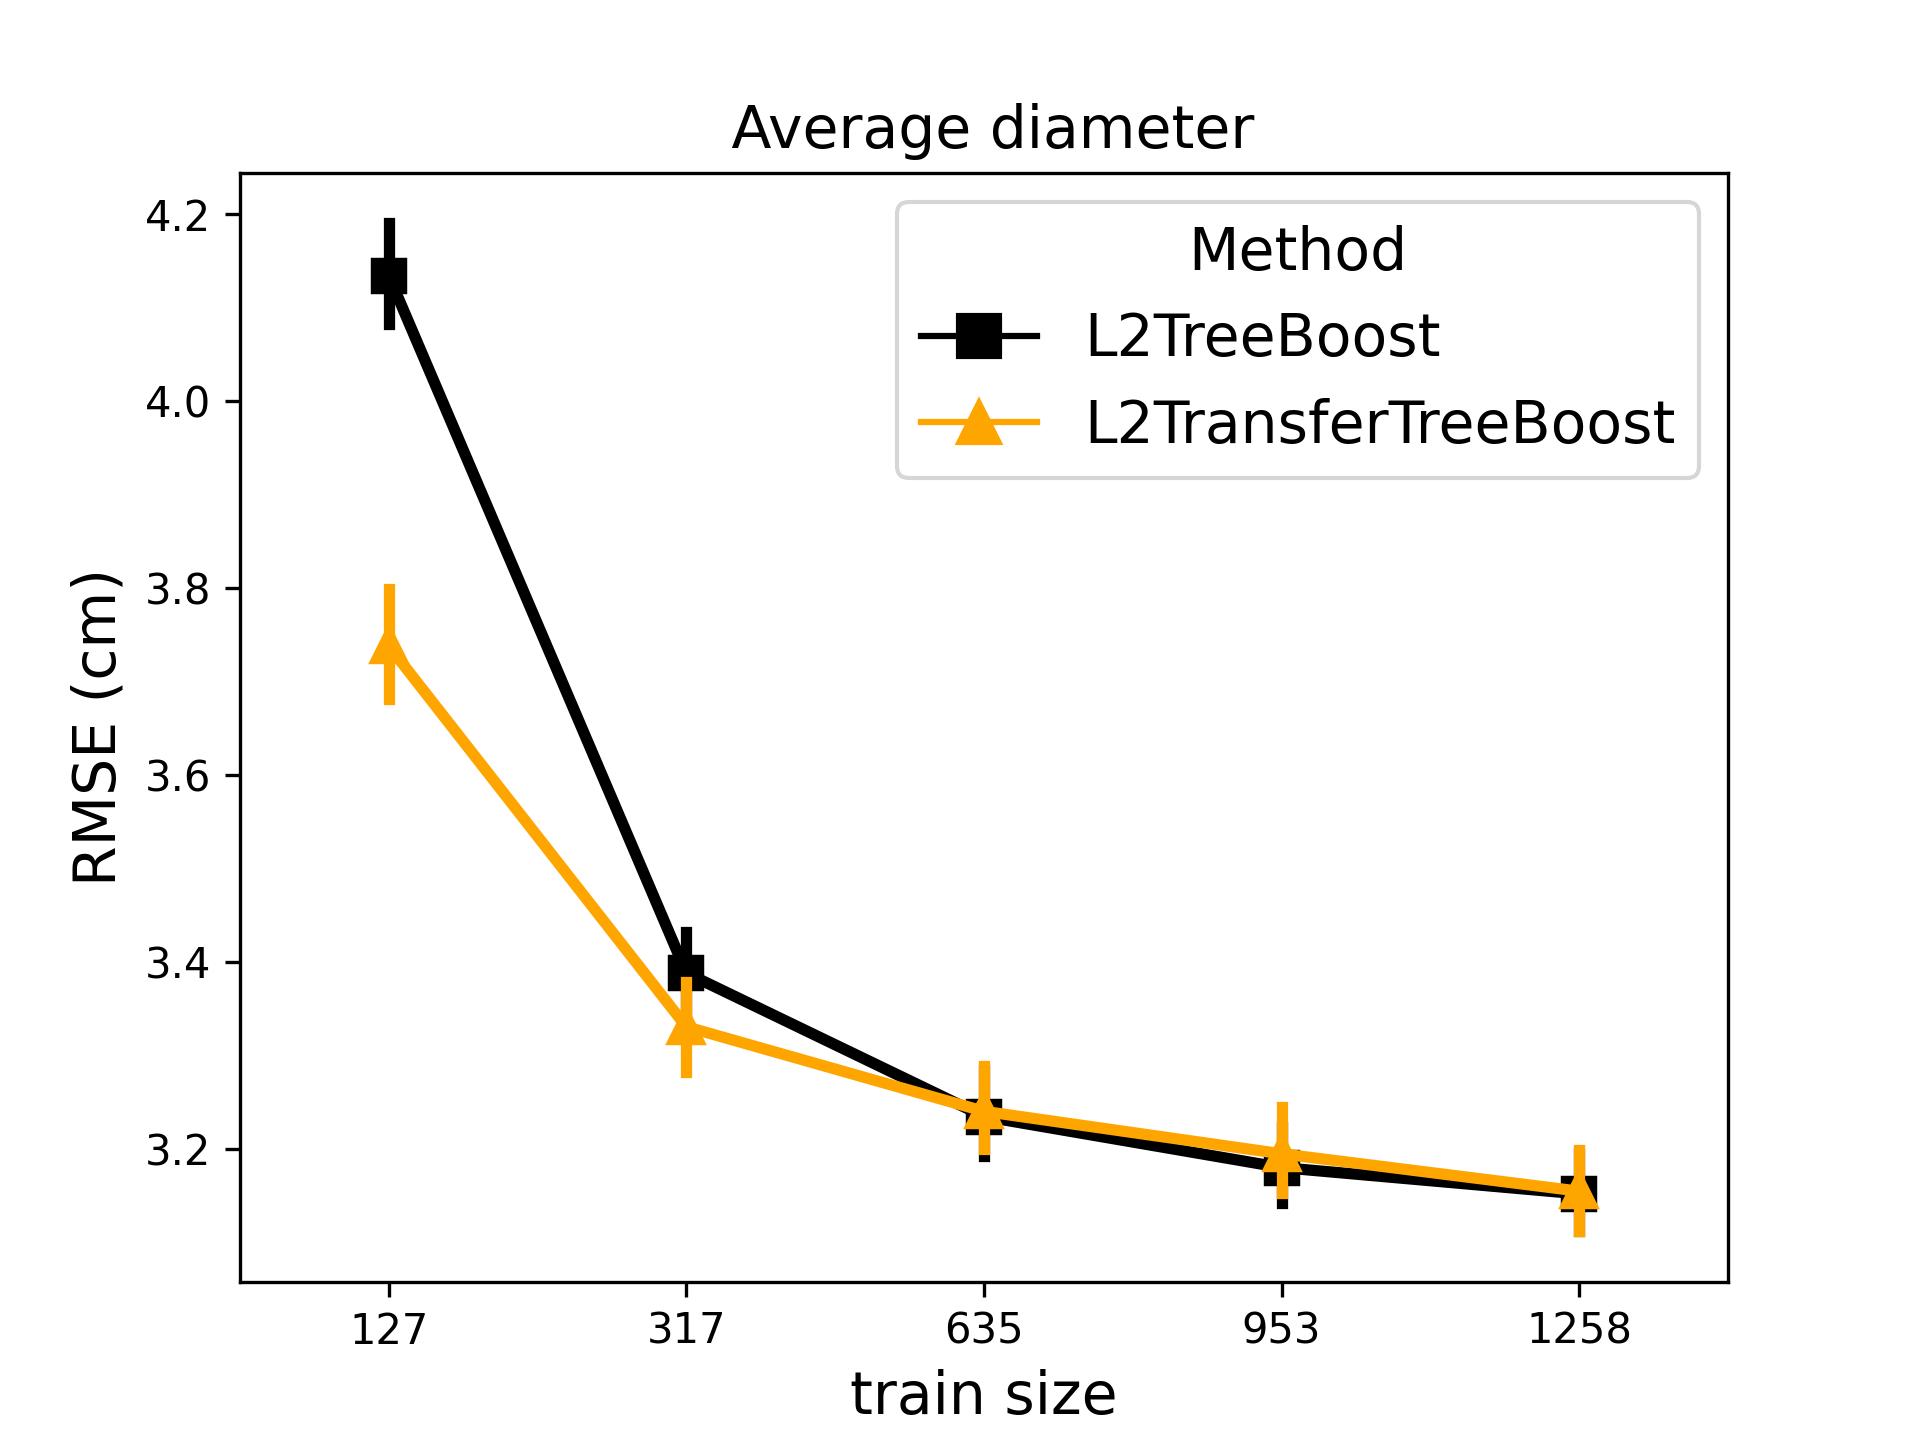 Average diameter
Method
L2TreeBoost
L2TransferTreeBoost
RMSE (cm)
4.2
4.0
3.8
3.6
3.4
3.2
127 317 635 953 1258
train size